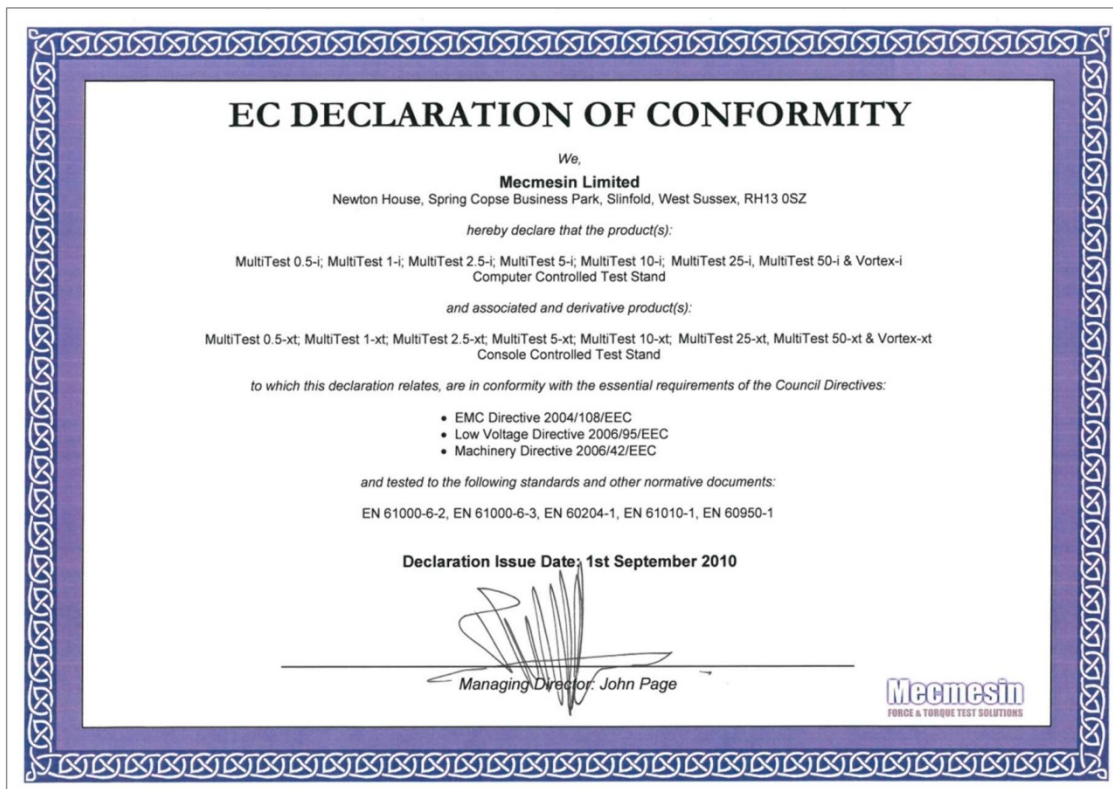 EC DECLARATION OF CONFORMITY
We,
Mecmesin Limited
Newton House, Spring Copse Business Park, Slinfold, West Sussex, RH13 0SZ
hereby declare that the product(s):
MultiTest 0.5-i; MultiTest 1-i; MultiTest 2.5-i; MultiTest 5-i; MultiTest 10-i; MultiTest 25-i, MultiTest 50-i & Vortex-i
Computer Controlled Test Stand
and associated and derivative product(s):
MultiTest 0.5-xt; MultiTest 1-xt; MultiTest 2.5-xt; MultiTest 5-xt; MultiTest 10-xt; MultiTest 25-xt, MultiTest 50-xt & Vortex-xt
Console Controlled Test Stand
to which this declaration relates, are in conformity with the essential requirements of the Council Directives:
• EMC Directive 2004/108/EEC
• Low Voltage Directive 2006/95/EEC
• Machinery Directive 2006/42/EEC
and tested to the following standards and other normative documents:
EN 61000-6-2, EN 61000-6-3, EN 60204-1, EN 61010-1, EN 60950-1
Declaration Issue Date: 1st September 2010
Managing Director: John Page
Mecmesin
FORCE & TORQUE TEST SOLUTIONS